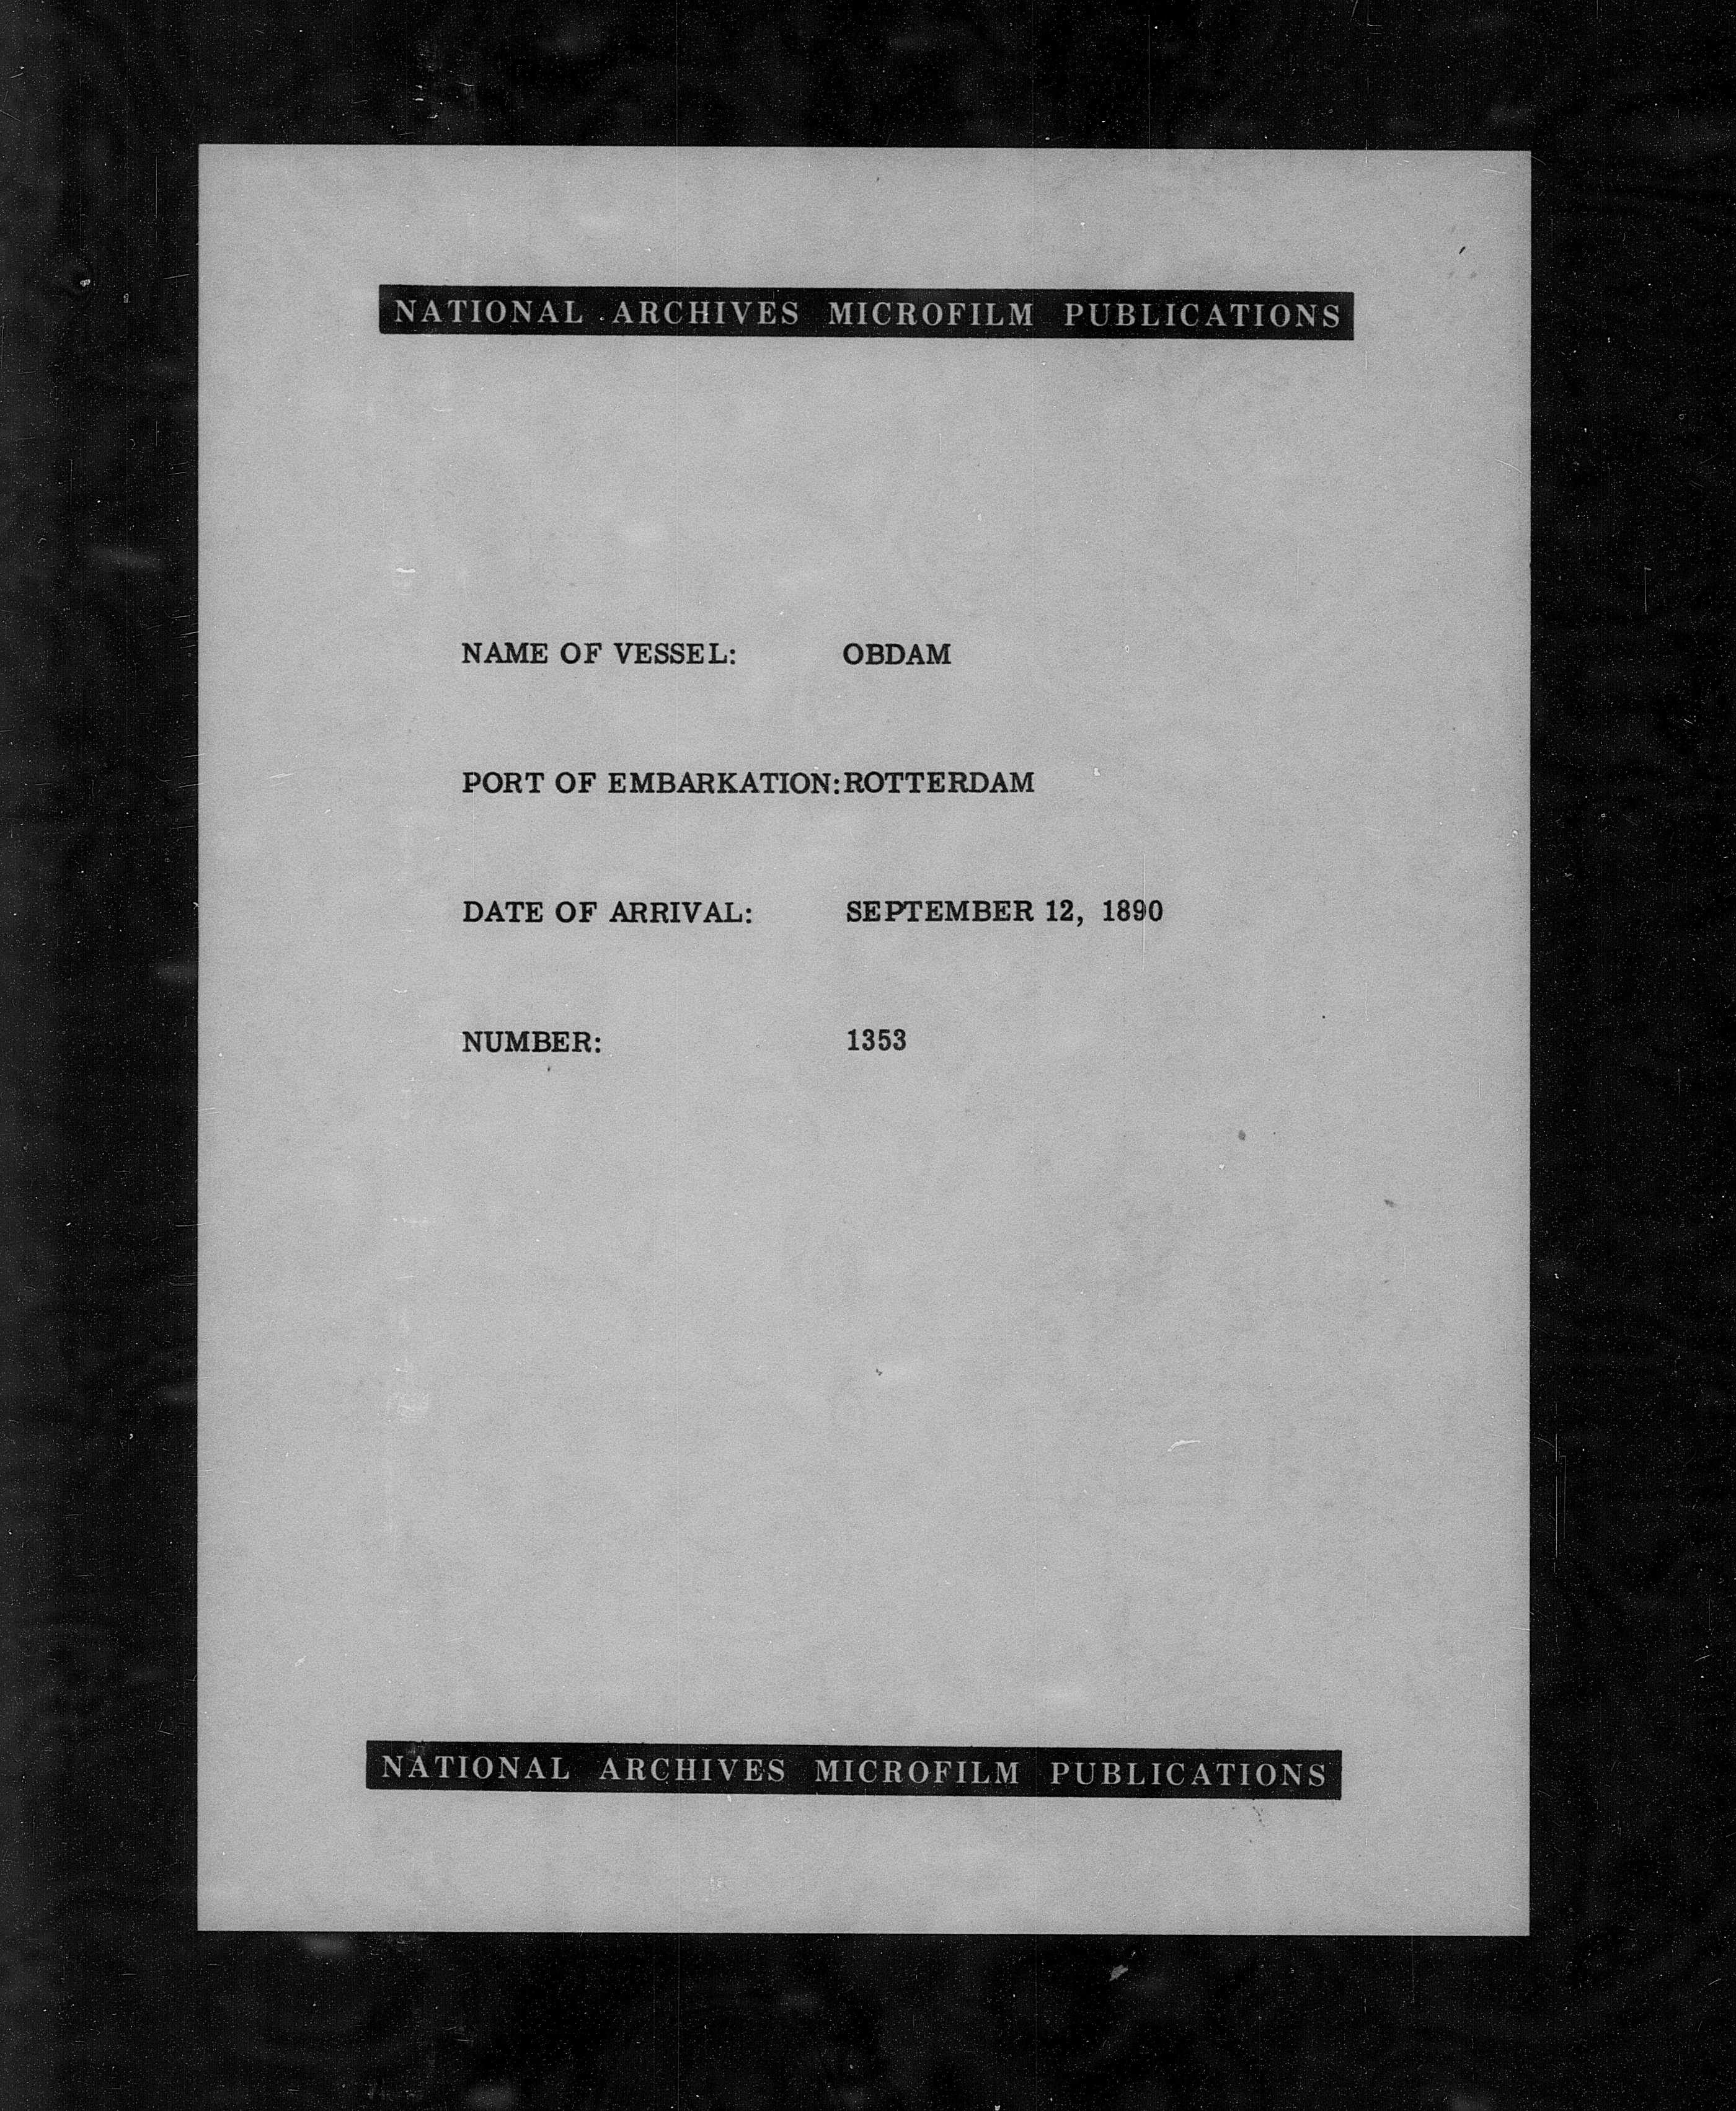 NATIONAL ARCHIVES MICROFILM PUBLICATIONS
NAME OF VESSEL: OBDAM
PORT OF EMBARKATION: ROTTERDAM
DATE OF ARRIVAL: SEPTEMBER 12, 1890
NUMBER: 1353
NATIONAL ARCHIVES MICROFILM PUBLICATIONS